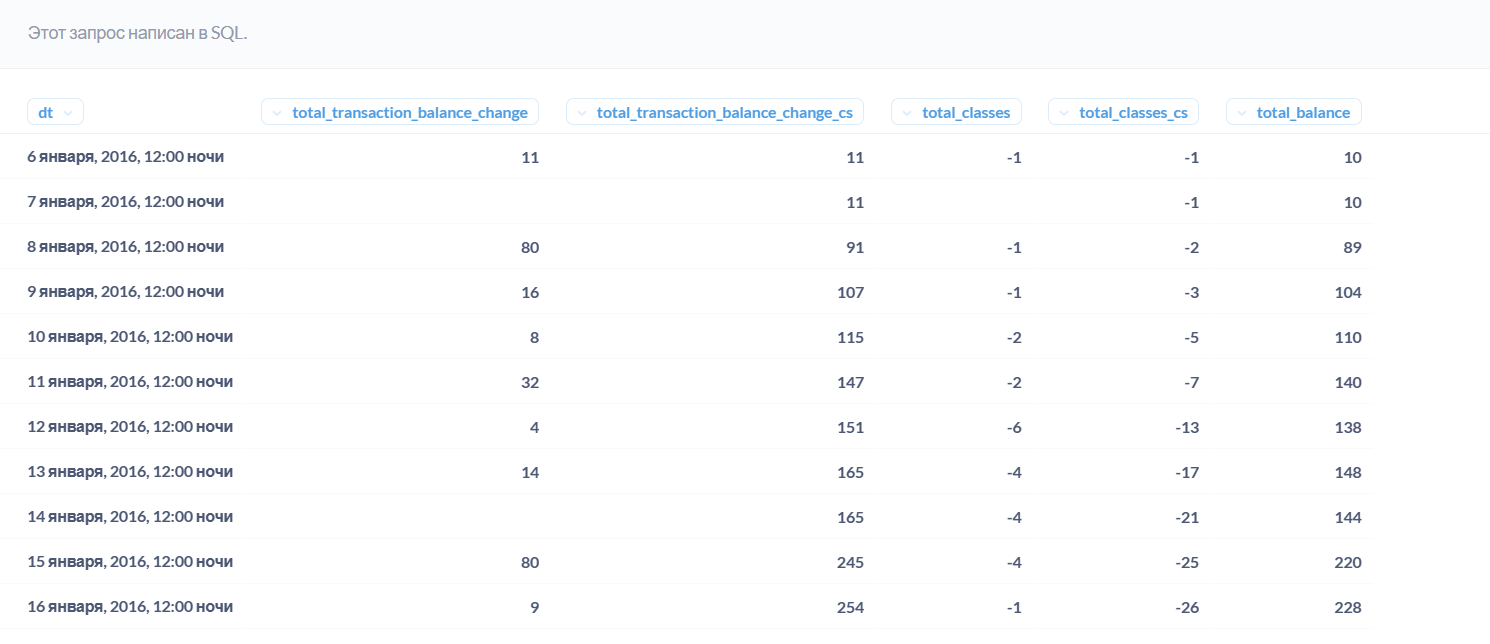 Этот запрос написан в SQL.
dt total_transaction_balance_change total_transaction_balance_change_cs total_classes total_classes_cs total_balance
6 января, 2016, 12:00 ночи 11 11 -1 -1 10
7 января, 2016, 12:00 ночи 11 -1 10
8 января, 2016, 12:00 ночи 80 91 -1 -2 89
9 января, 2016, 12:00 ночи 16 107 -1 -3 104
10 января, 2016, 12:00 ночи 8 115 -2 -5 110
11 января, 2016, 12:00 ночи 32 147 -2 -7 140
12 января, 2016, 12:00 ночи 4 151 -6 -13 138
13 января, 2016, 12:00 ночи 14 165 -4 -17 148
14 января, 2016, 12:00 ночи 165 -4 -21 144
15 января, 2016, 12:00 ночи 80 245 -4 -25 220
16 января, 2016, 12:00 ночи 9 254 -1 -26 228